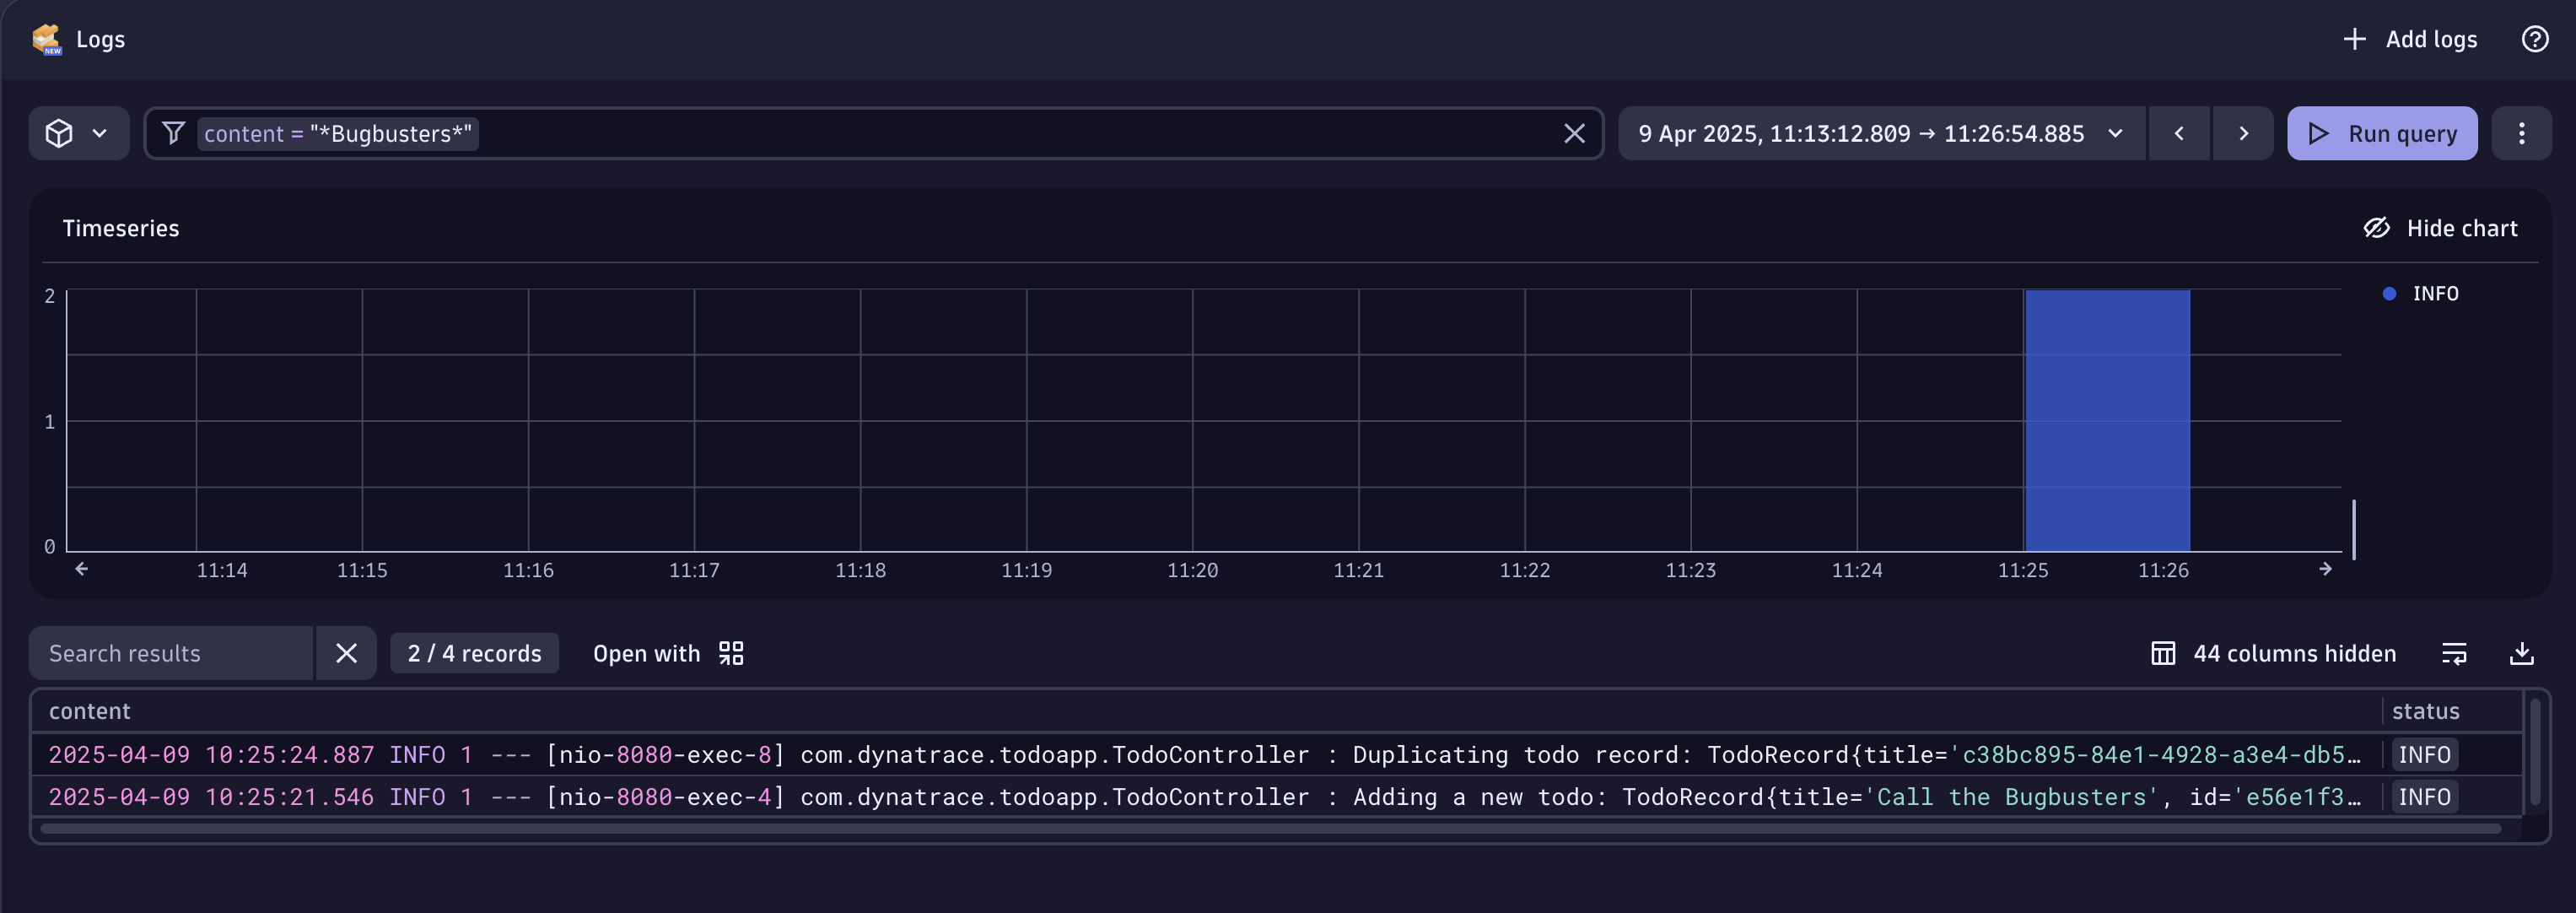 NEW
Logs
Add logs
content = "*Bugbusters*"
9 Apr 2025, 11:13:12.809 → 11:26:54.885
Run query
Timeseries
Hide chart
2
1
0
INFO
11:14 11:15 11:16 11:17 11:18 11:19 11:20 11:21 11:22 11:23 11:24 11:25 11:26
Search results
2 / 4 records
Open with
44 columns hidden
content status
2025-04-09 10:25:24.887 INFO 1 --- [nio-8080-exec-8] com.dynatrace.todoapp.TodoController : Duplicating todo record: TodoRecord{title='c38bc895-84e1-4928-a3e4-db5… INFO
2025-04-09 10:25:21.546 INFO 1 --- [nio-8080-exec-4] com.dynatrace.todoapp.TodoController : Adding a new todo: TodoRecord{title='Call the Bugbusters', id='e56e1f3… INFO